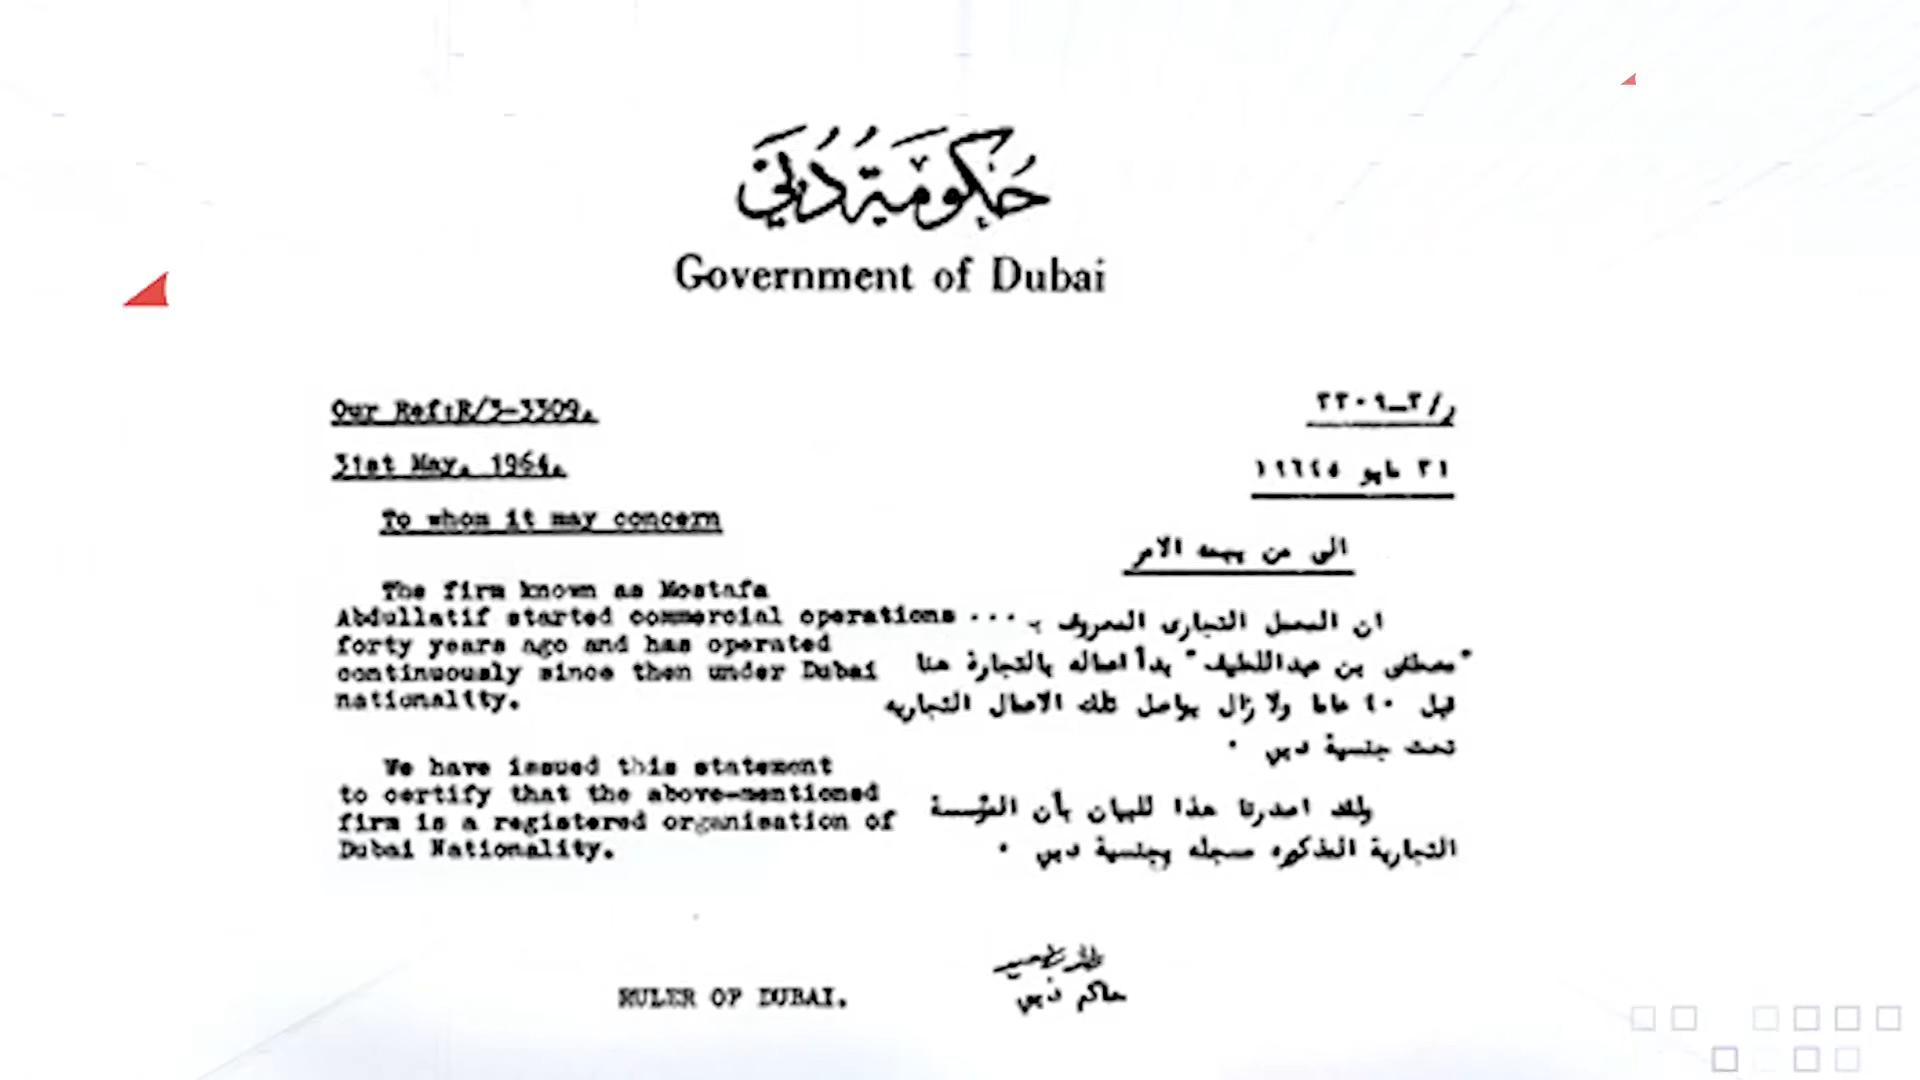 حكومة دبي
Government of Dubai
Our Ref:R/3-3309.
31st May, 1964.
To whom it may concern
The firm known as Mostafa
Abdullatif started commercial operations ...
forty years ago and has operated
continuously since then under Dubai
nationality.
We have issued this statement
to certify that the above-mentioned
firm is a registered organisation of
Dubai Nationality.
RULER OF DUBAI.
ر/٣-٣٣٠٩
٣١ مايو ١٩٦٤م
الى من يهمه الامر
ان المحل التجارى المعروف بـ
"مصطفى بن عبداللطيف" بدأ اعماله بالتجارة هنا
قبل ٤٠ عاما ولا زال يواصل تلك الاعمال التجاريه
تحت جنسية دبي .
ولقد اصدرنا هذا للبيان بأن المؤسسة
التجارية المذكوره مسجله بجنسية دبي .
حاكم دبي